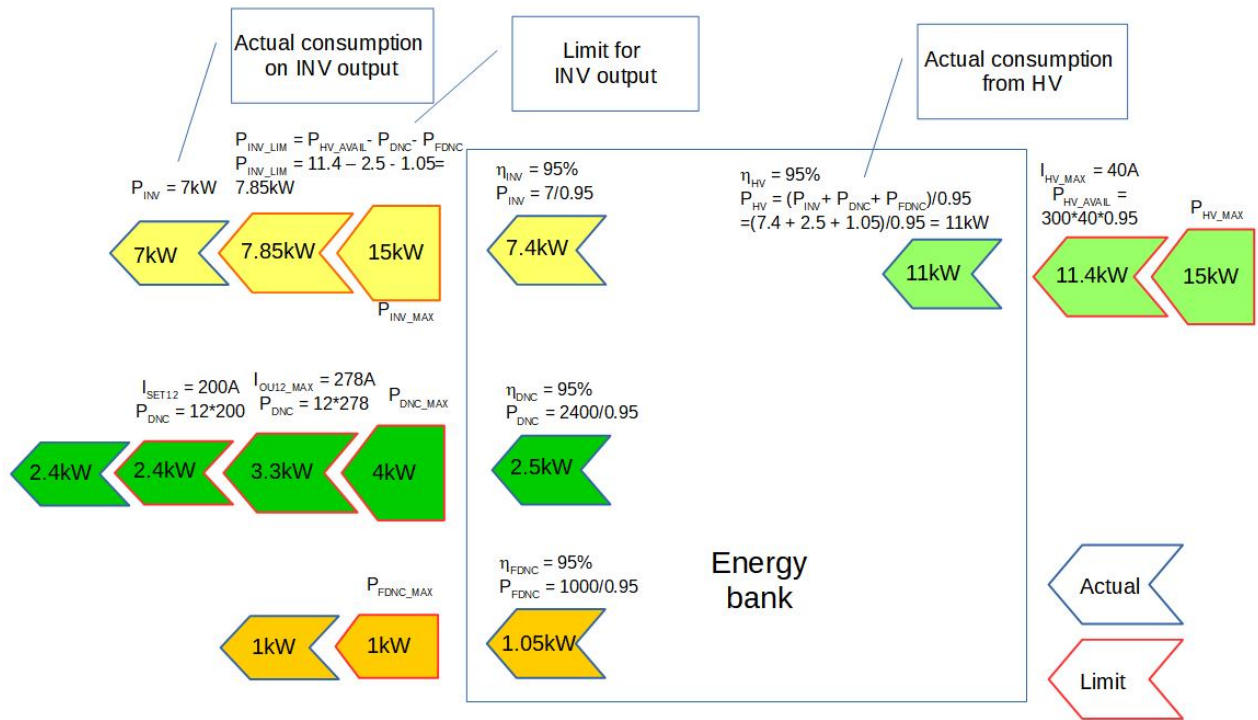 Actual consumption
on INV output
Limit for
INV output
Actual consumption
from HV
P_INV_LIM = P_HV_AVAIL - P_DNC - P_FDNC
P_INV_LIM = 11.4 – 2.5 - 1.05=
7.85kW
P_INV = 7kW
7kW
7.85kW
15kW
P_INV_MAX
η_INV = 95%
P_INV = 7/0.95
7.4kW
η_HV = 95%
P_HV = (P_INV + P_DNC + P_FDNC)/0.95
=(7.4 + 2.5 + 1.05)/0.95 = 11kW
11kW
I_HV_MAX = 40A
P_HV_AVAIL =
300*40*0.95
11.4kW
P_HV_MAX
15kW
I_SET12 = 200A
P_DNC = 12*200
I_OU12_MAX = 278A
P_DNC = 12*278
P_DNC_MAX
2.4kW
2.4kW
3.3kW
4kW
η_DNC = 95%
P_DNC = 2400/0.95
2.5kW
P_FDNC_MAX
1kW
1kW
η_FDNC = 95%
P_FDNC = 1000/0.95
1.05kW
Energy
bank
Actual
Limit